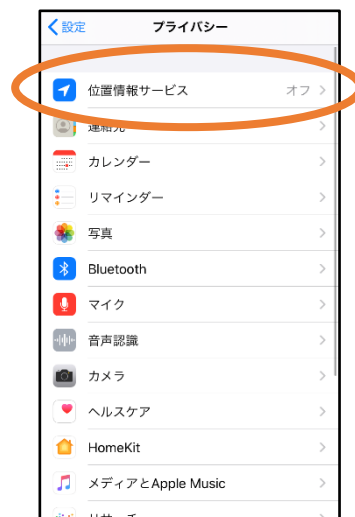 設定 プライバシー
位置情報サービス オフ
連絡先
カレンダー
リマインダー
写真
Bluetooth
マイク
音声認識
カメラ
ヘルスケア
HomeKit
メディアとApple Music